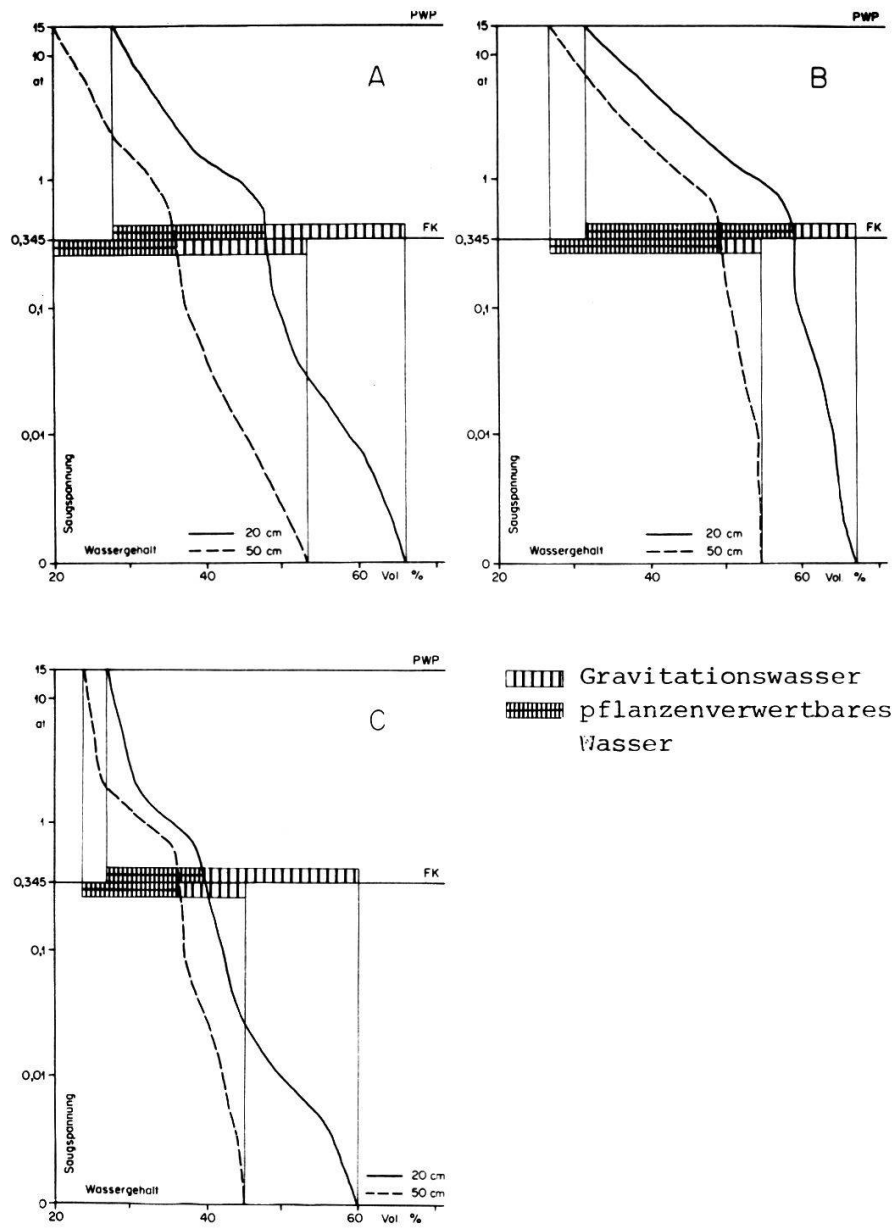 PWP
15
10
at
A
1
FK
0,345
0,1
0,01
Saugspannung
Wassergehalt
20 cm
50 cm
0
20 40 60 Vol %
PWP
15
10
at
B
1
FK
0,345
0,1
0,01
Saugspannung
Wassergehalt
20 cm
50 cm
0
20 40 60 Vol. %
PWP
15
10
at
C
1
FK
0,345
0,1
0,01
Saugspannung
Wassergehalt
20 cm
50 cm
0
20 40 60 Vol %
Gravitationswasser
pflanzenverwertbares
Wasser